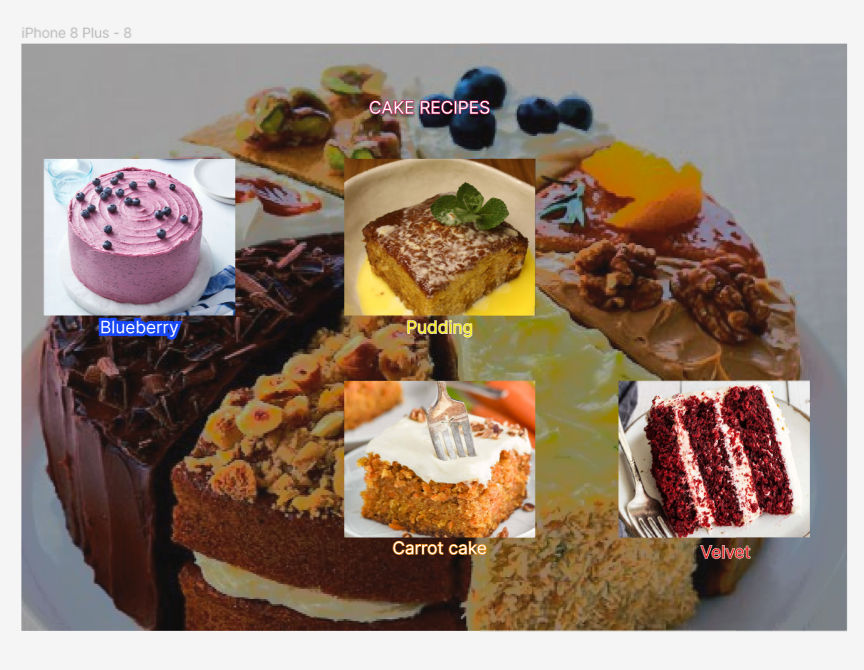 iPhone 8 Plus - 8
CAKE RECIPES
Blueberry
Pudding
Carrot cake
Velvet